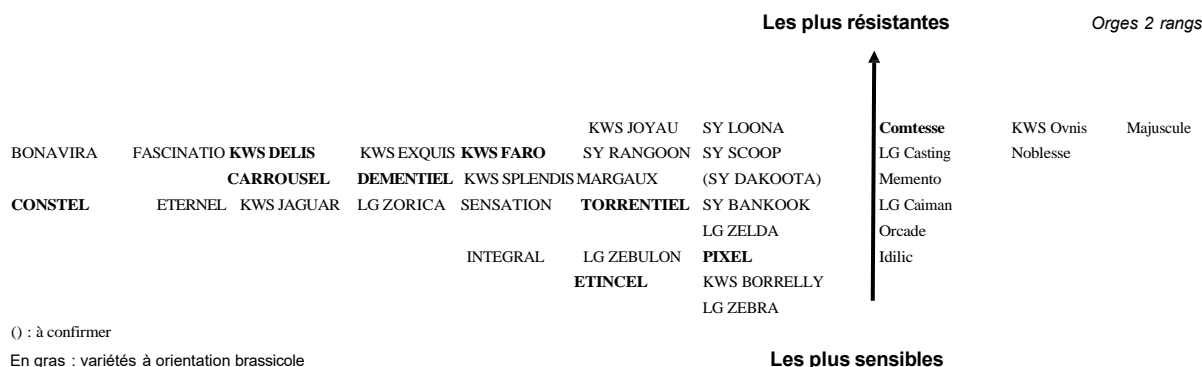 Les plus résistantes Orges 2 rangs
KWS JOYAU SY LOONA Comtesse KWS Ovnis Majuscule
BONAVIRA FASCINATIO KWS DELIS KWS EXQUIS KWS FARO SY RANGOON SY SCOOP LG Casting Noblesse
CARROUSEL DEMENTIEL KWS SPLENDIS MARGAUX (SY DAKOOTA) Memento
CONSTEL ETERNEL KWS JAGUAR LG ZORICA SENSATION TORRENTIEL SY BANKOOK LG Caiman
LG ZELDA Orcade
INTEGRAL LG ZEBULON PIXEL Idilic
ETINCEL KWS BORRELLY
LG ZEBRA
() : à confirmer
En gras : variétés à orientation brassicole Les plus sensibles